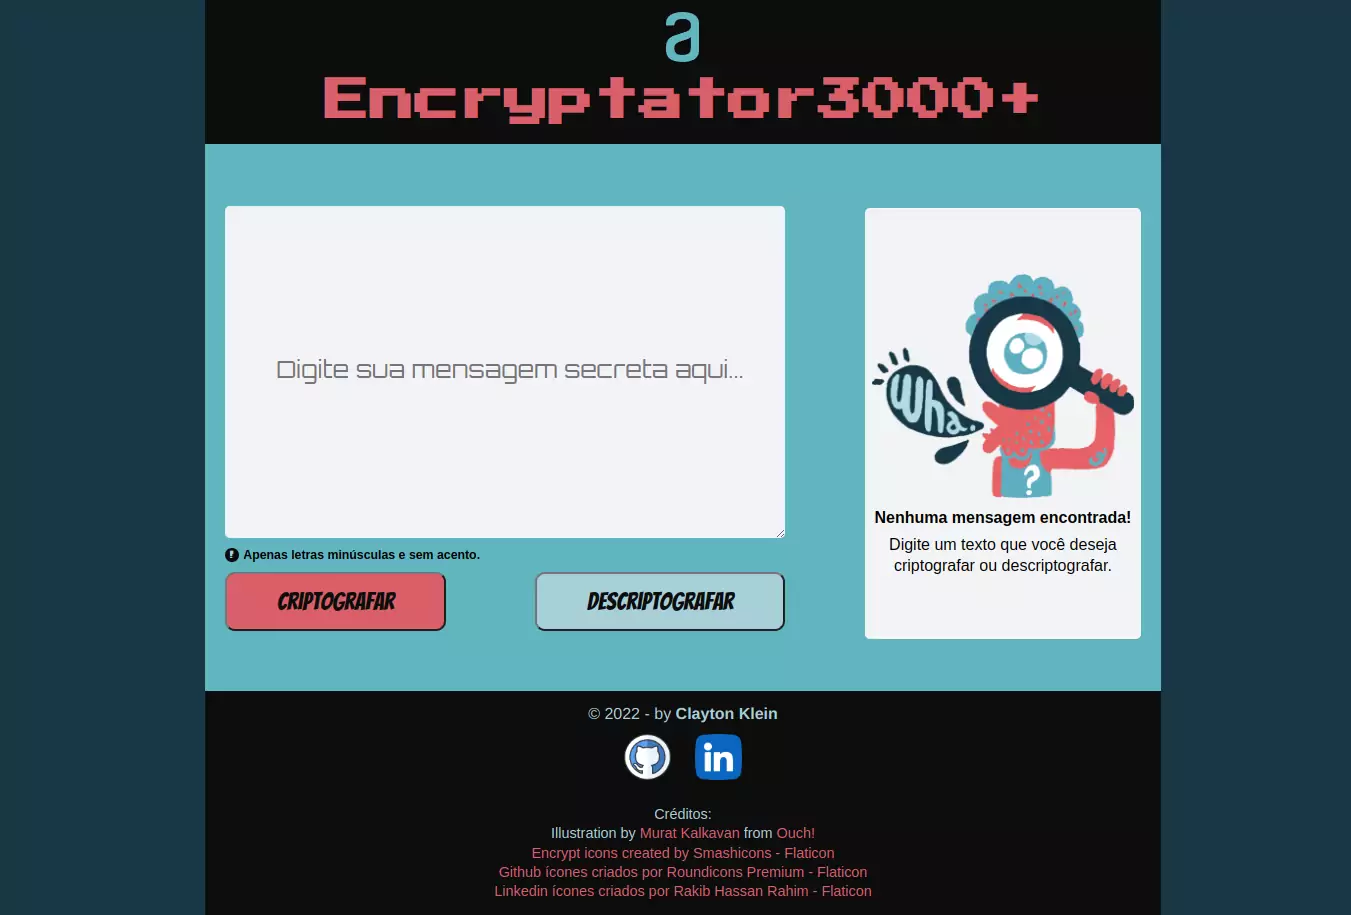 a
Encryptator3000+
Digite sua mensagem secreta aqui...
! Apenas letras minúsculas e sem acento.
CRIPTOGRAFAR
DESCRIPTOGRAFAR
Wha.
?
Nenhuma mensagem encontrada!
Digite um texto que você deseja
criptografar ou descriptografar.
© 2022 - by Clayton Klein
in
Créditos:
Illustration by Murat Kalkavan from Ouch!
Encrypt icons created by Smashicons - Flaticon
Github ícones criados por Roundicons Premium - Flaticon
Linkedin ícones criados por Rakib Hassan Rahim - Flaticon